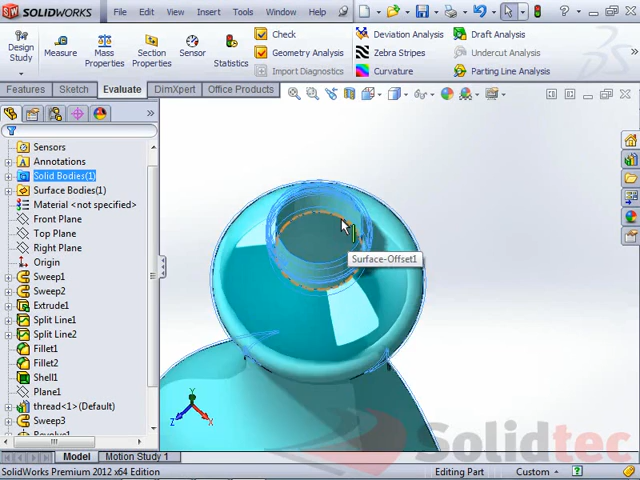 SOLIDWORKS File Edit View Insert Tools Window Help
Design Study
Measure
Mass Properties
Section Properties
Sensor
Statistics
Check
Geometry Analysis
Import Diagnostics
Deviation Analysis
Zebra Stripes
Curvature
Draft Analysis
Undercut Analysis
Parting Line Analysis
Features Sketch Evaluate DimXpert Office Products
Sensors
Annotations
Solid Bodies(1)
Surface Bodies(1)
Material <not specified>
Front Plane
Top Plane
Right Plane
Origin
Sweep1
Sweep2
Extrude1
Split Line1
Split Line2
Fillet1
Fillet2
Shell1
Plane1
thread<1>(Default)
Sweep3
Surface-Offset1
Y
Z
X
Solidtec
Model Motion Study 1
SolidWorks Premium 2012 x64 Edition Editing Part Custom